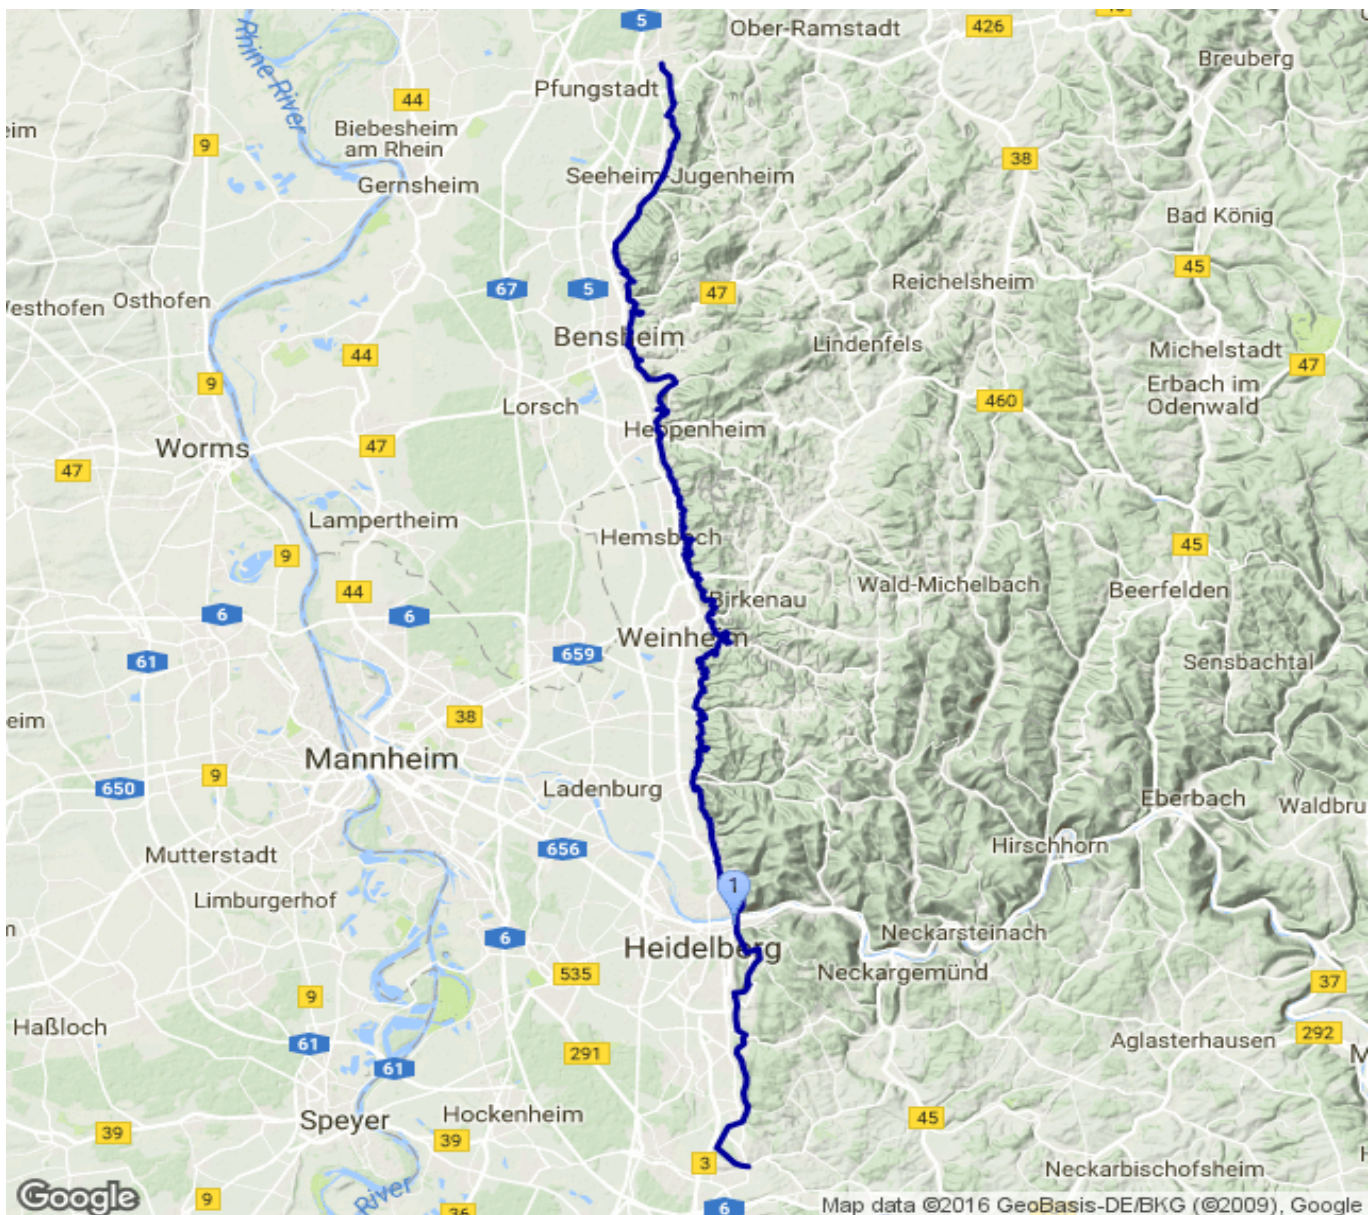 5
Ober-Ramstadt
426
Breuberg
Rhine River
Pfungstadt
44
Biebesheim
am Rhein
9
eim
38
Gernsheim
Seeheim-Jugenheim
Bad König
45
Reichelsheim
67
5
47
Osthofen
Westhofen
Bensheim
Lindenfels
Michelstadt
47
44
9
Erbach im
Odenwald
460
Lorsch
Heppenheim
Worms
47
47
Lampertheim
Hemsbach
45
9
Wald-Michelbach
Beerfelden
44
Birkenau
6
6
Weinheim
659
61
Sensbachtal
eim
38
Mannheim
9
650
Ladenburg
Eberbach
Waldbru
Hirschhorn
656
Mutterstadt
1
Limburgerhof
n
6
Neckarsteinach
Heidelberg
Neckargemünd
535
37
9
Haßloch
292
Aglasterhausen
61
291
M
61
Speyer
Hockenheim
45
39
39
3
Neckarbischofsheim
H
Google
9
River
36
6
Map data ©2016 GeoBasis-DE/BKG (©2009), Google